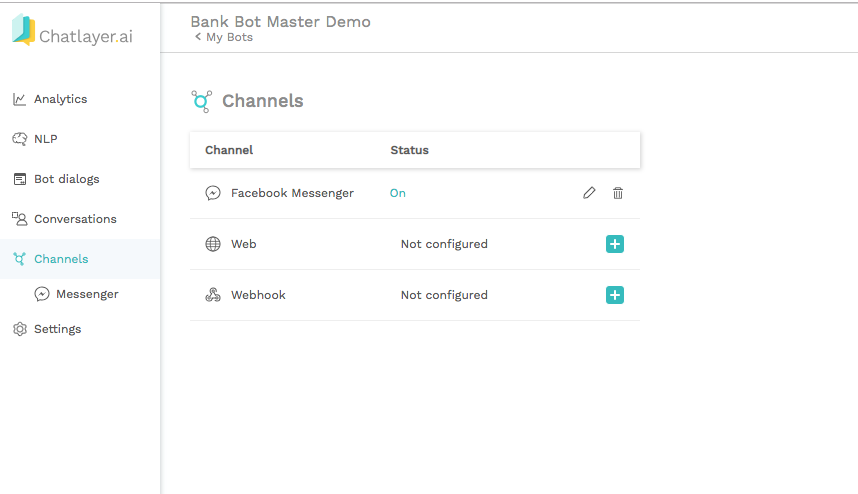 Chatlayer.ai
Bank Bot Master Demo
< My Bots
Analytics
NLP
Bot dialogs
Conversations
Channels
Messenger
Settings
Channels
Channel Status
Facebook Messenger On
Web Not configured
Webhook Not configured